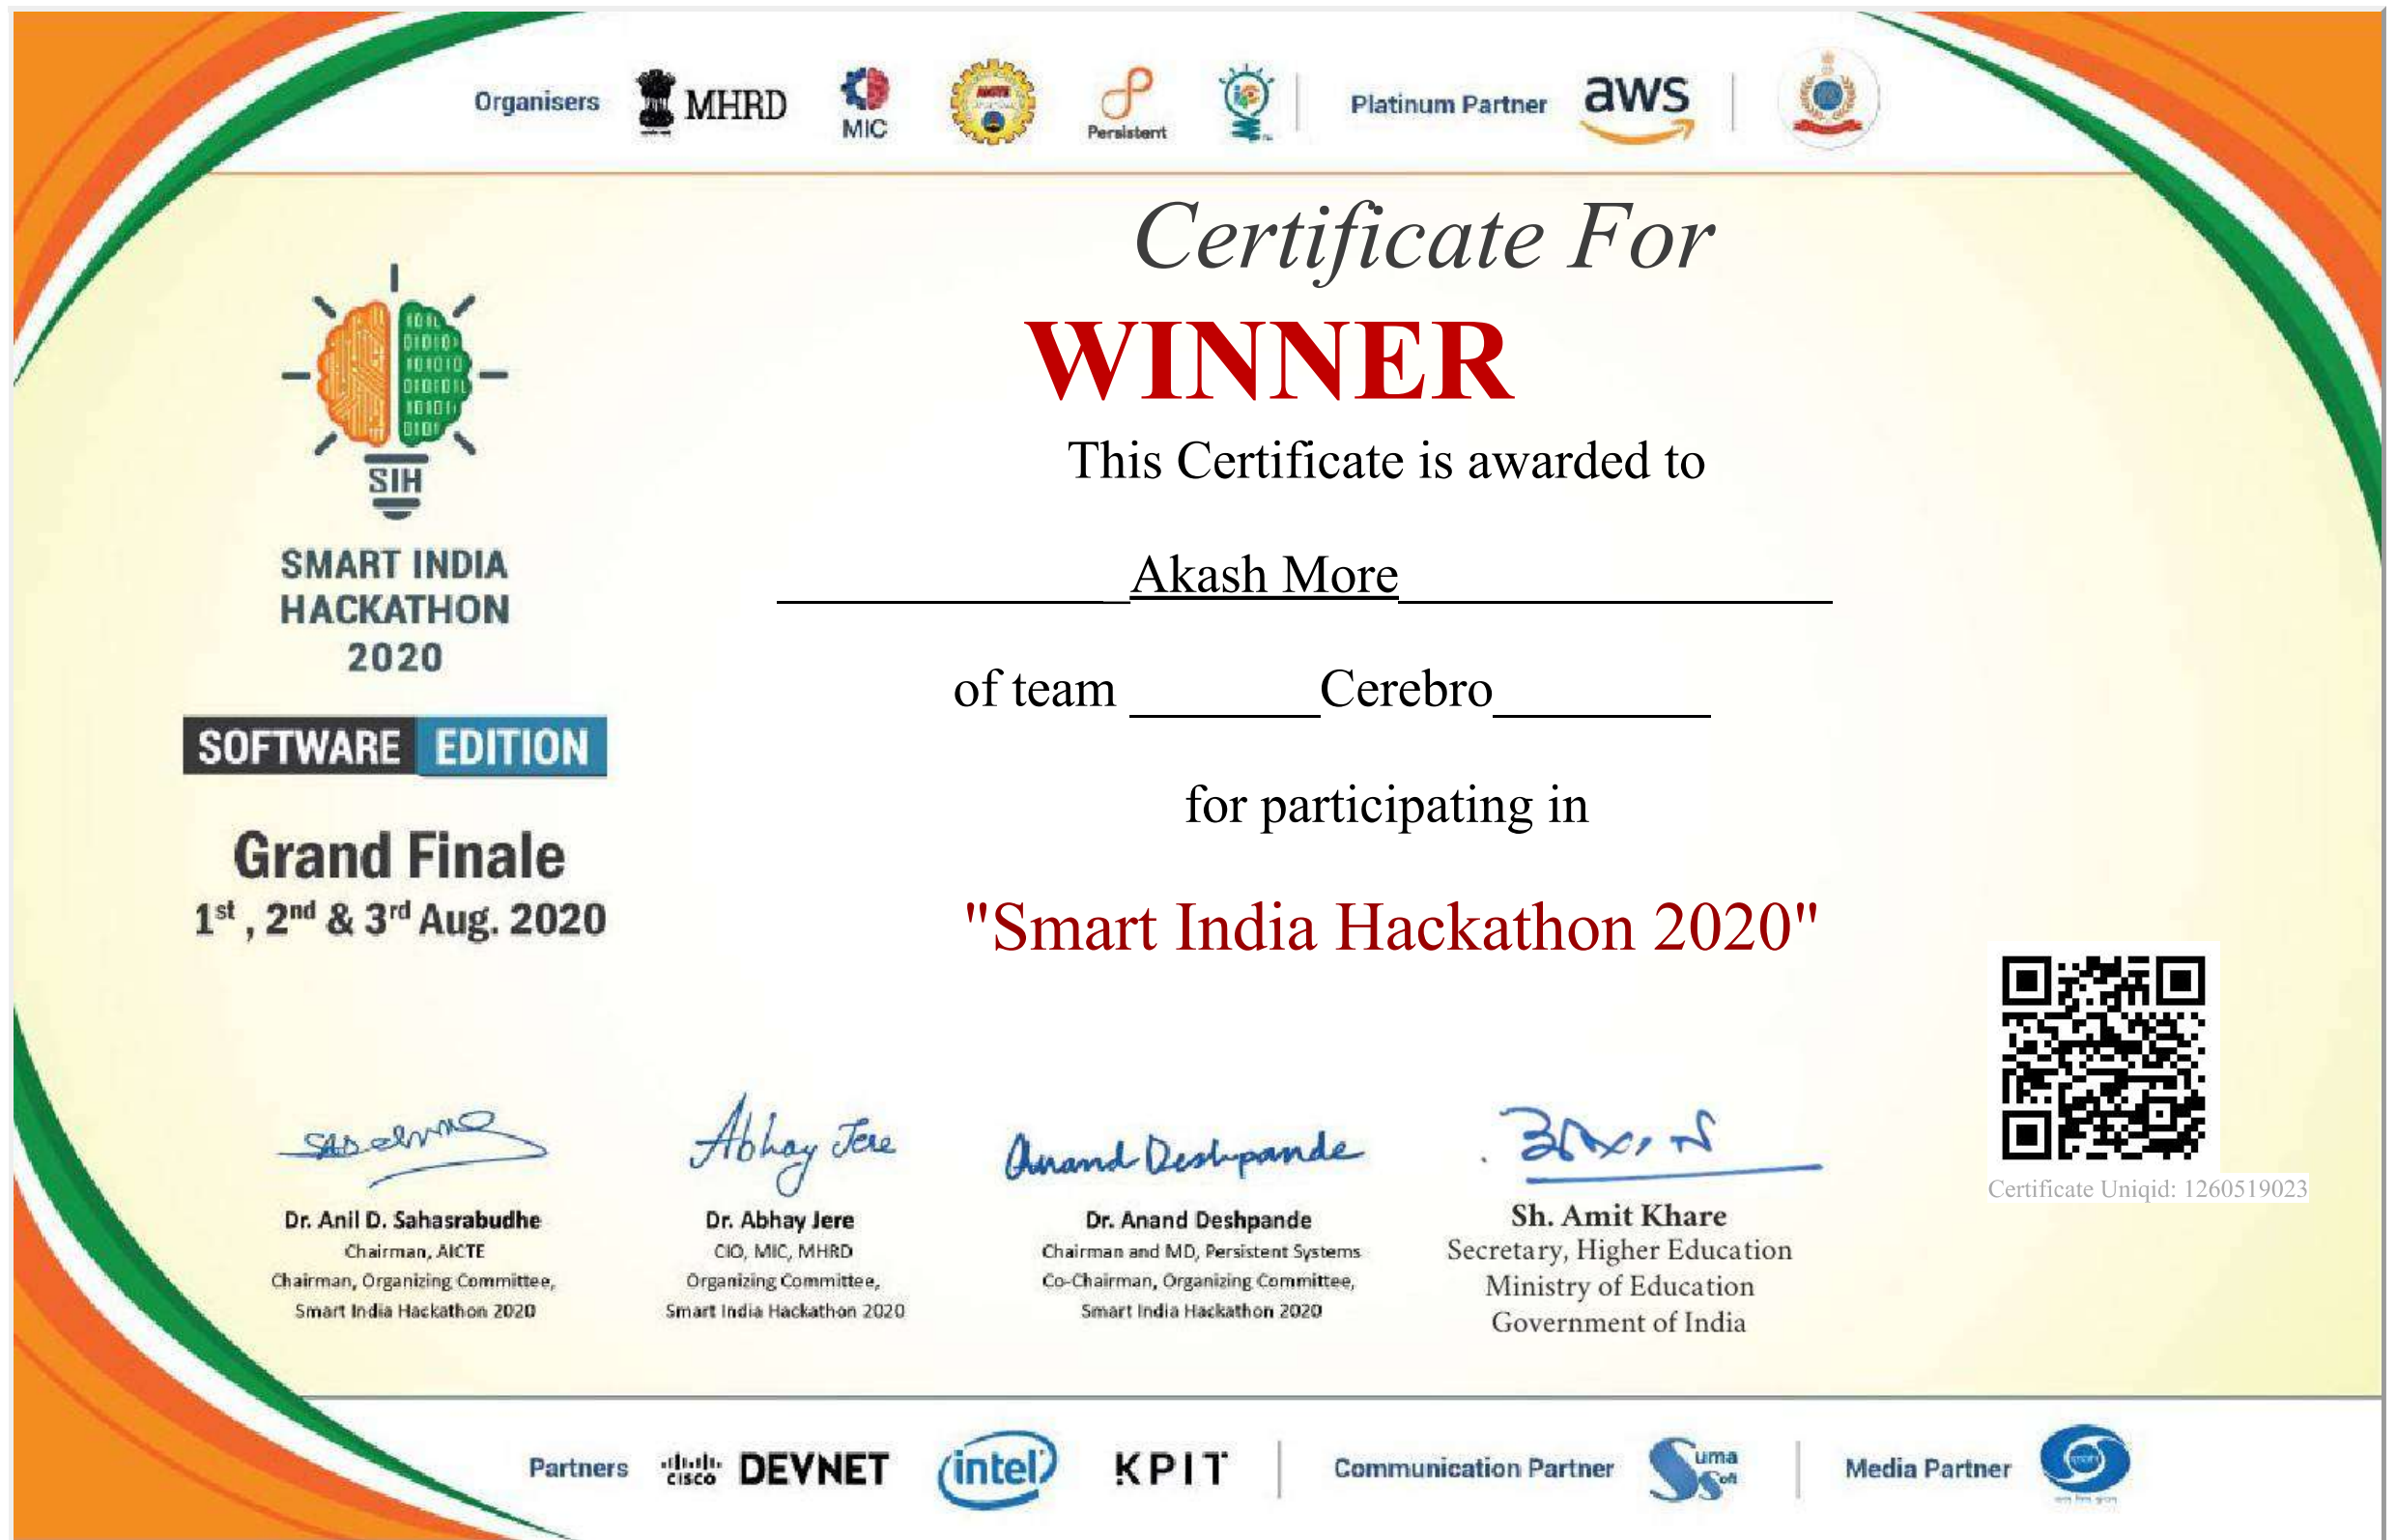 Organisers MHRD MIC Persistent Platinum Partner aws
Certificate For
WINNER
This Certificate is awarded to
Akash More
of team Cerebro
for participating in
"Smart India Hackathon 2020"
SIH
SMART INDIA
HACKATHON
2020
SOFTWARE EDITION
Grand Finale
1st , 2nd & 3rd Aug. 2020
Certificate Uniqid: 1260519023
Abhay Jere
Anand Deshpande
Dr. Anil D. Sahasrabudhe
Chairman, AICTE
Chairman, Organizing Committee,
Smart India Hackathon 2020
Dr. Abhay Jere
CIO, MIC, MHRD
Organizing Committee,
Smart India Hackathon 2020
Dr. Anand Deshpande
Chairman and MD, Persistent Systems
Co-Chairman, Organizing Committee,
Smart India Hackathon 2020
Sh. Amit Khare
Secretary, Higher Education
Ministry of Education
Government of India
Partners CISCO DEVNET intel KPIT Communication Partner Suma Soft Media Partner